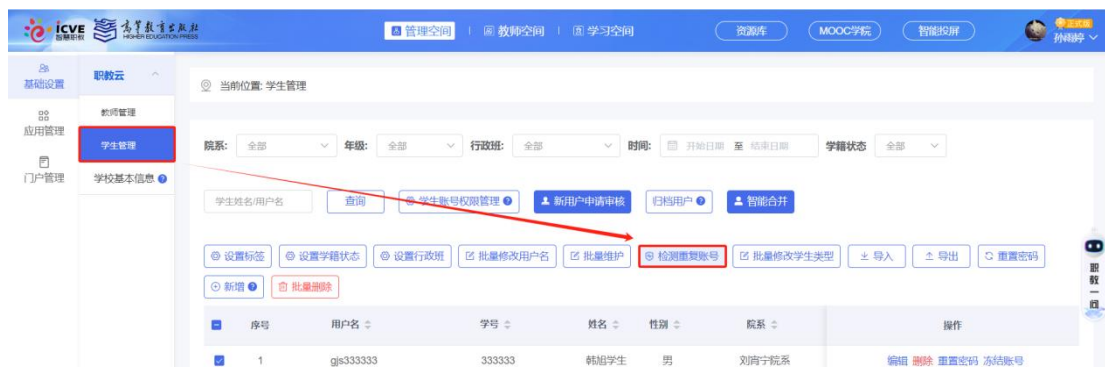 icve 智慧职教 高等教育出版社 HIGHER EDUCATION PRESS 管理空间 教师空间 学习空间 资源库 MOOC学院 智能投屏 正式版 孙雨婷
基础设置 职教云 当前位置: 学生管理
应用管理 教师管理
门户管理 学生管理
学校基本信息
院系: 全部 年级: 全部 行政班: 全部 时间: 开始日期 至 结束日期 学籍状态 全部
学生姓名/用户名 查询 学生账号权限管理 新用户申请审核 归档用户 智能合并
设置标签 设置学籍状态 设置行政班 批量修改用户名 批量维护 检测重复账号 批量修改学生类型 导入 导出 重置密码
新增 批量删除
序号 用户名 学号 姓名 性别 院系 操作
1 gjs333333 333333 韩旭学生 男 刘宵宁院系 编辑 删除 重置密码 冻结账号
职教一问